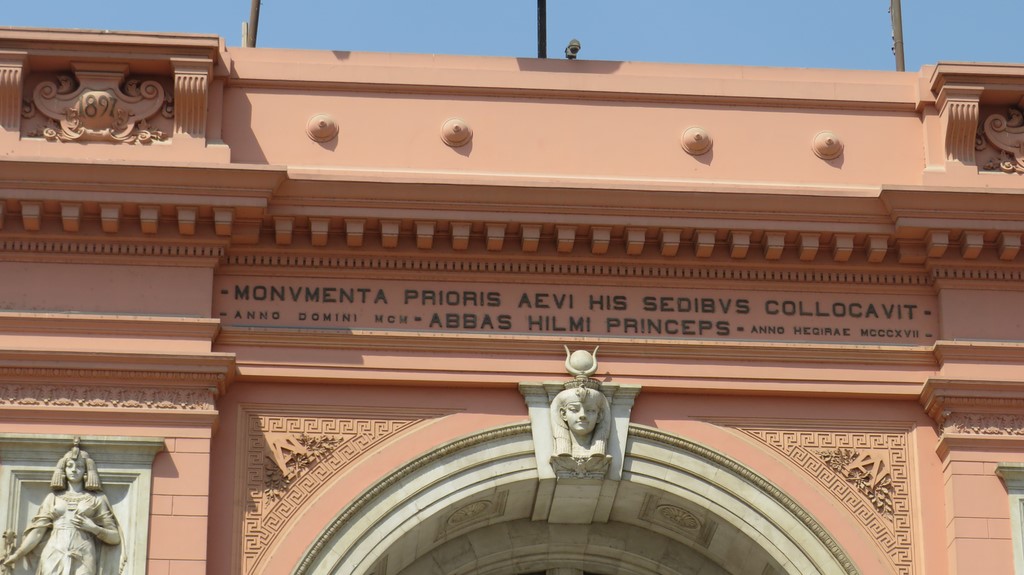 1897
- MONVMENTA PRIORIS AEVI HIS SEDIBVS COLLOCAVIT -
- ANNO DOMINI MCM - ABBAS HILMI PRINCEPS - ANNO HEGIRAE MCCCXVII -